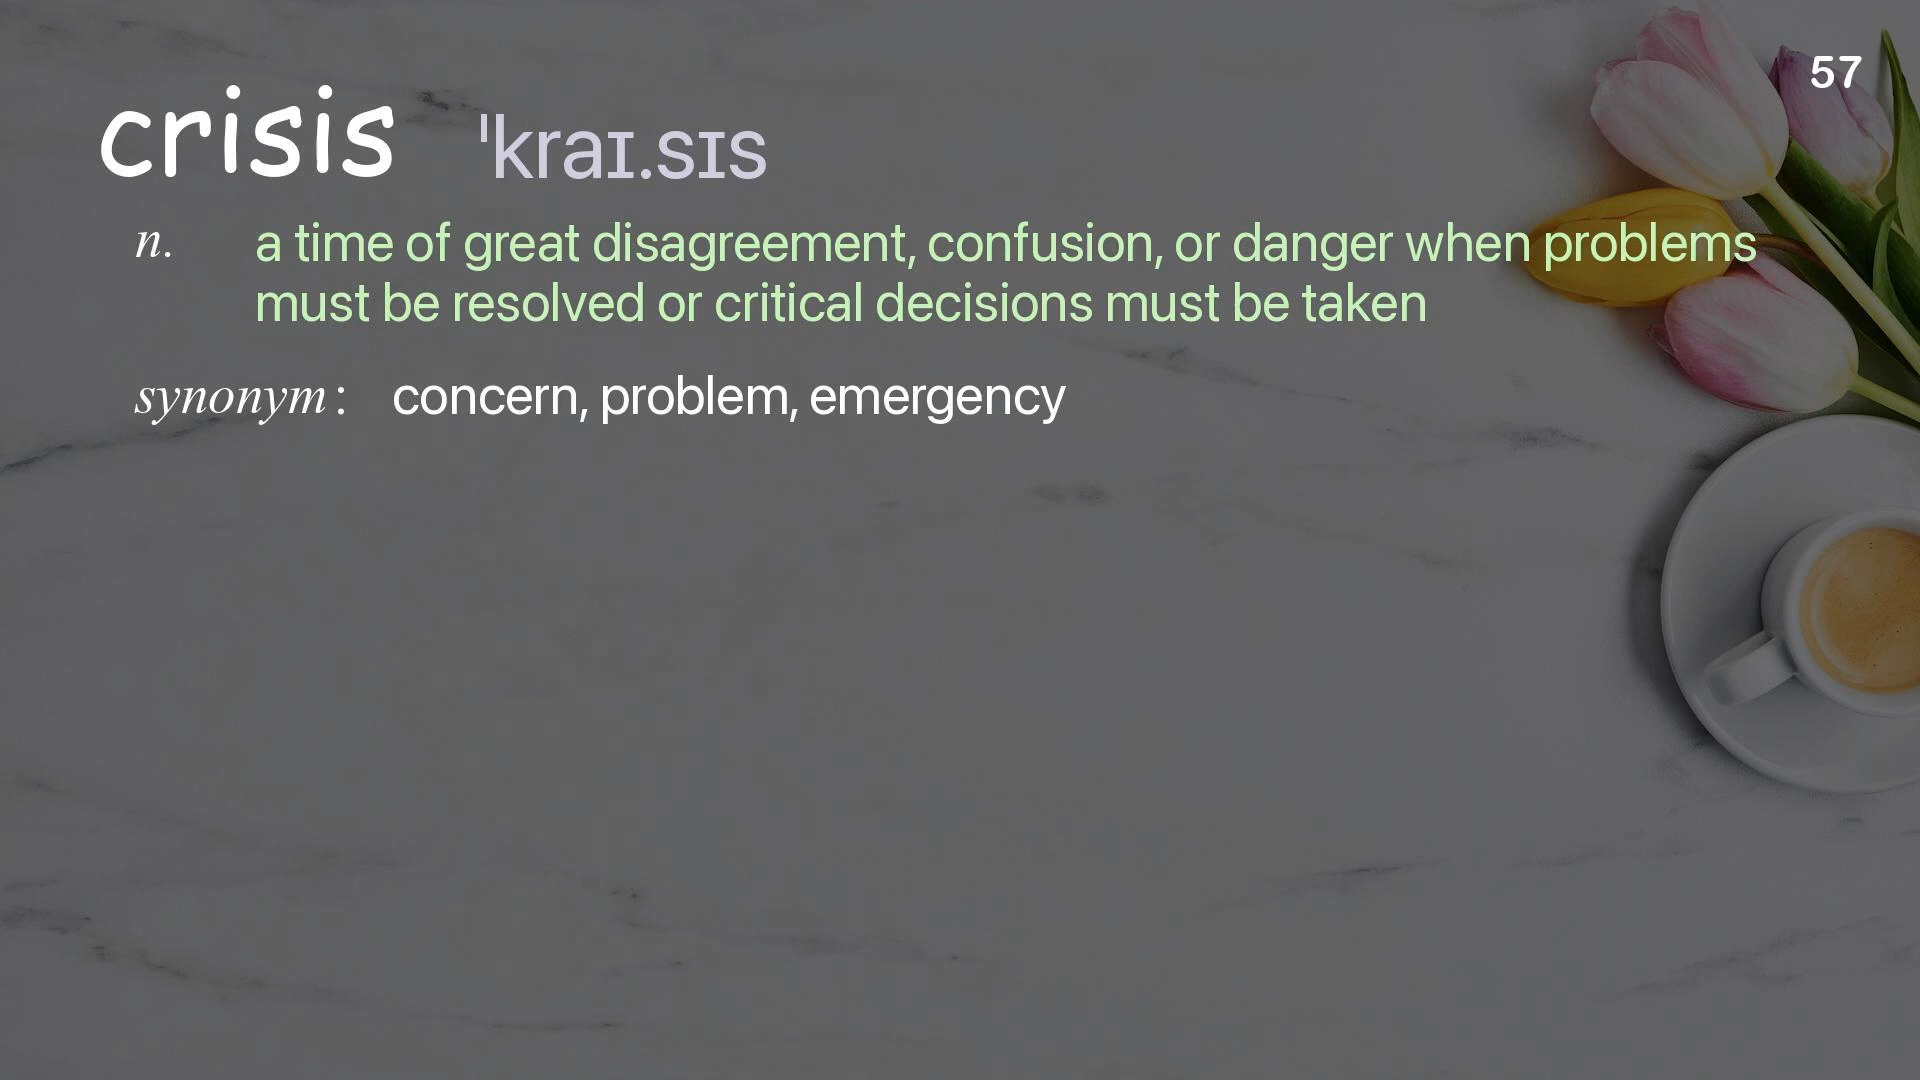 57
crisis ˈkraɪ.sɪs
n. a time of great disagreement, confusion, or danger when problems
must be resolved or critical decisions must be taken
synonym: concern, problem, emergency